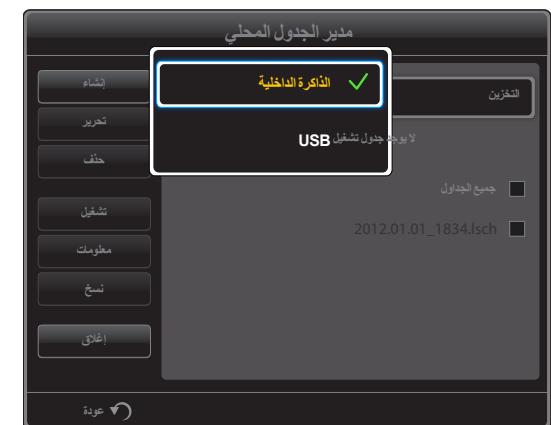 مدير الجدول المحلي
التخزين
الذاكرة الداخلية
USB
لا يوجد جدول تشغيل
جميع الجداول
2012.01.01_1834.lsch
إنشاء
تحرير
حذف
تشغيل
معلومات
نسخ
إغلاق
عودة